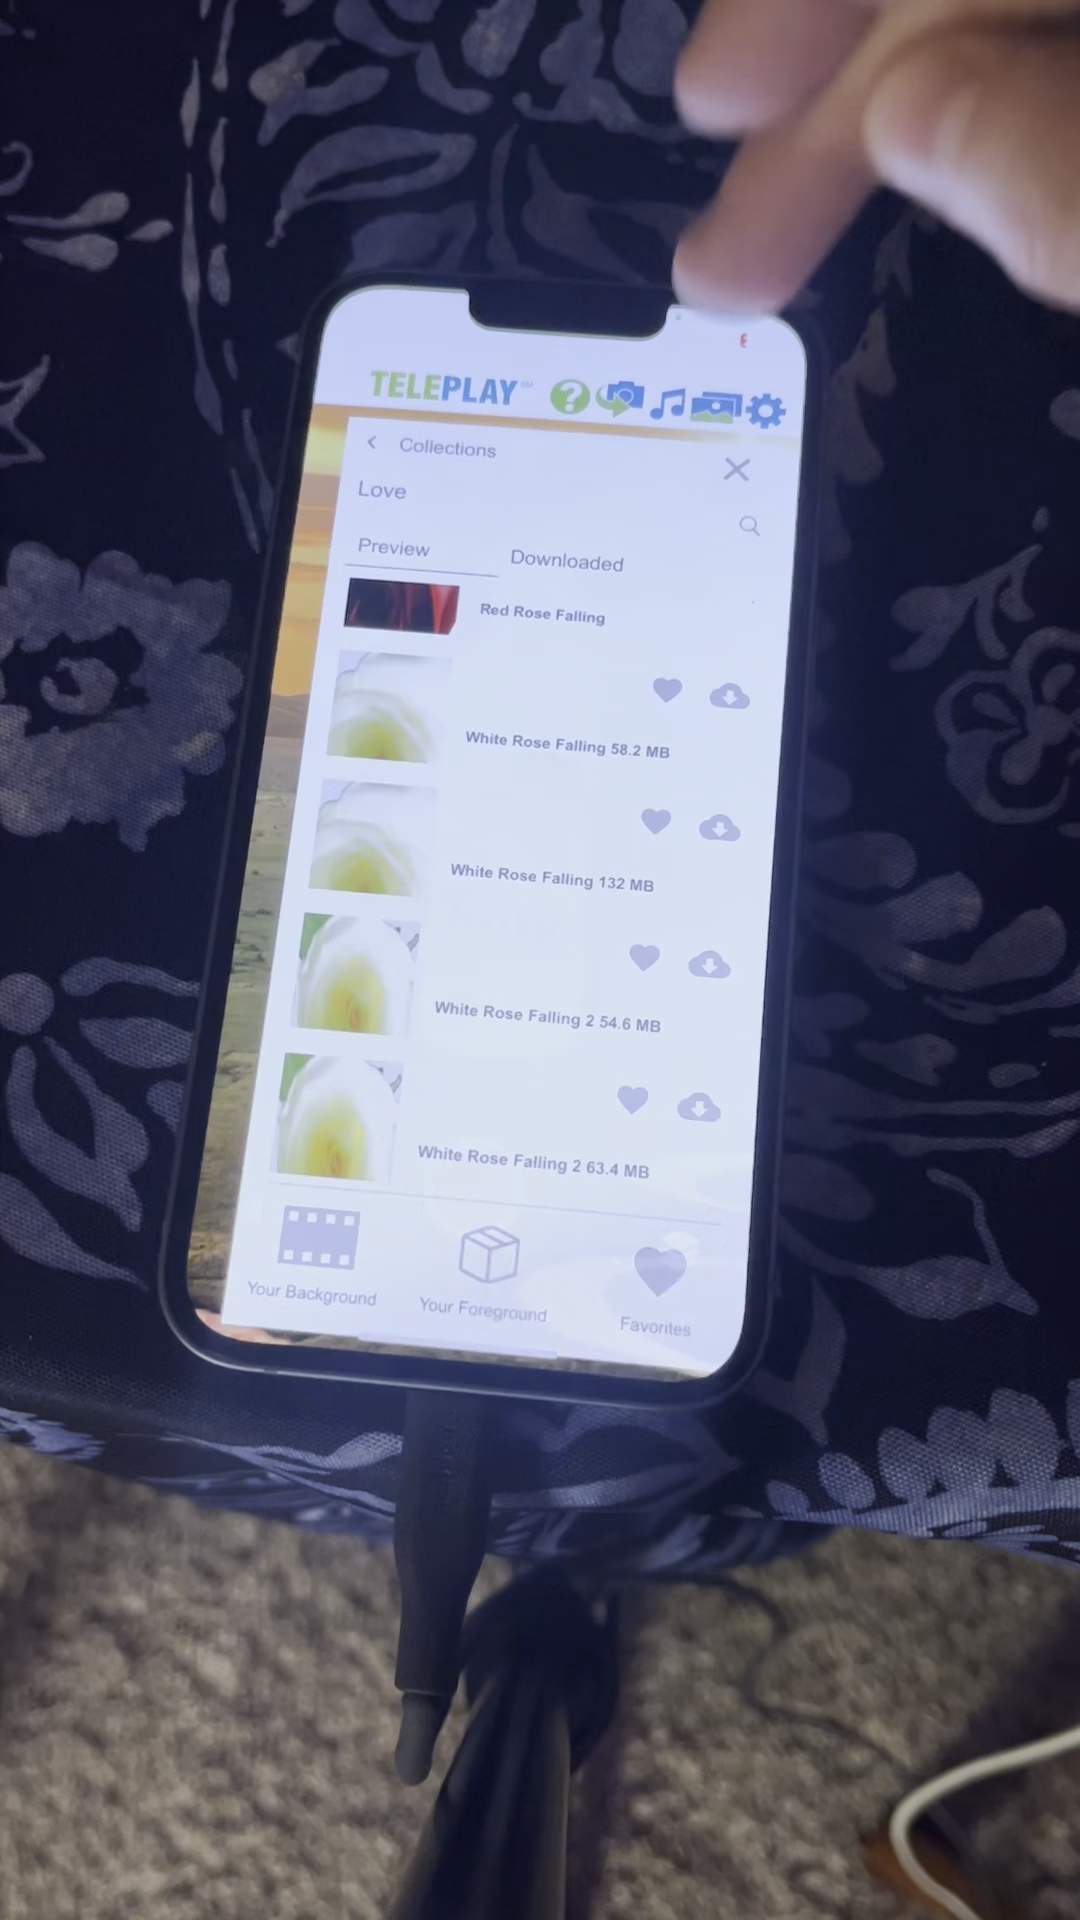 TELEPLAY SM
Collections
Love
Preview
Downloaded
Red Rose Falling
White Rose Falling 58.2 MB
White Rose Falling 132 MB
White Rose Falling 2 54.6 MB
White Rose Falling 2 63.4 MB
Your Background
Your Foreground
Favorites